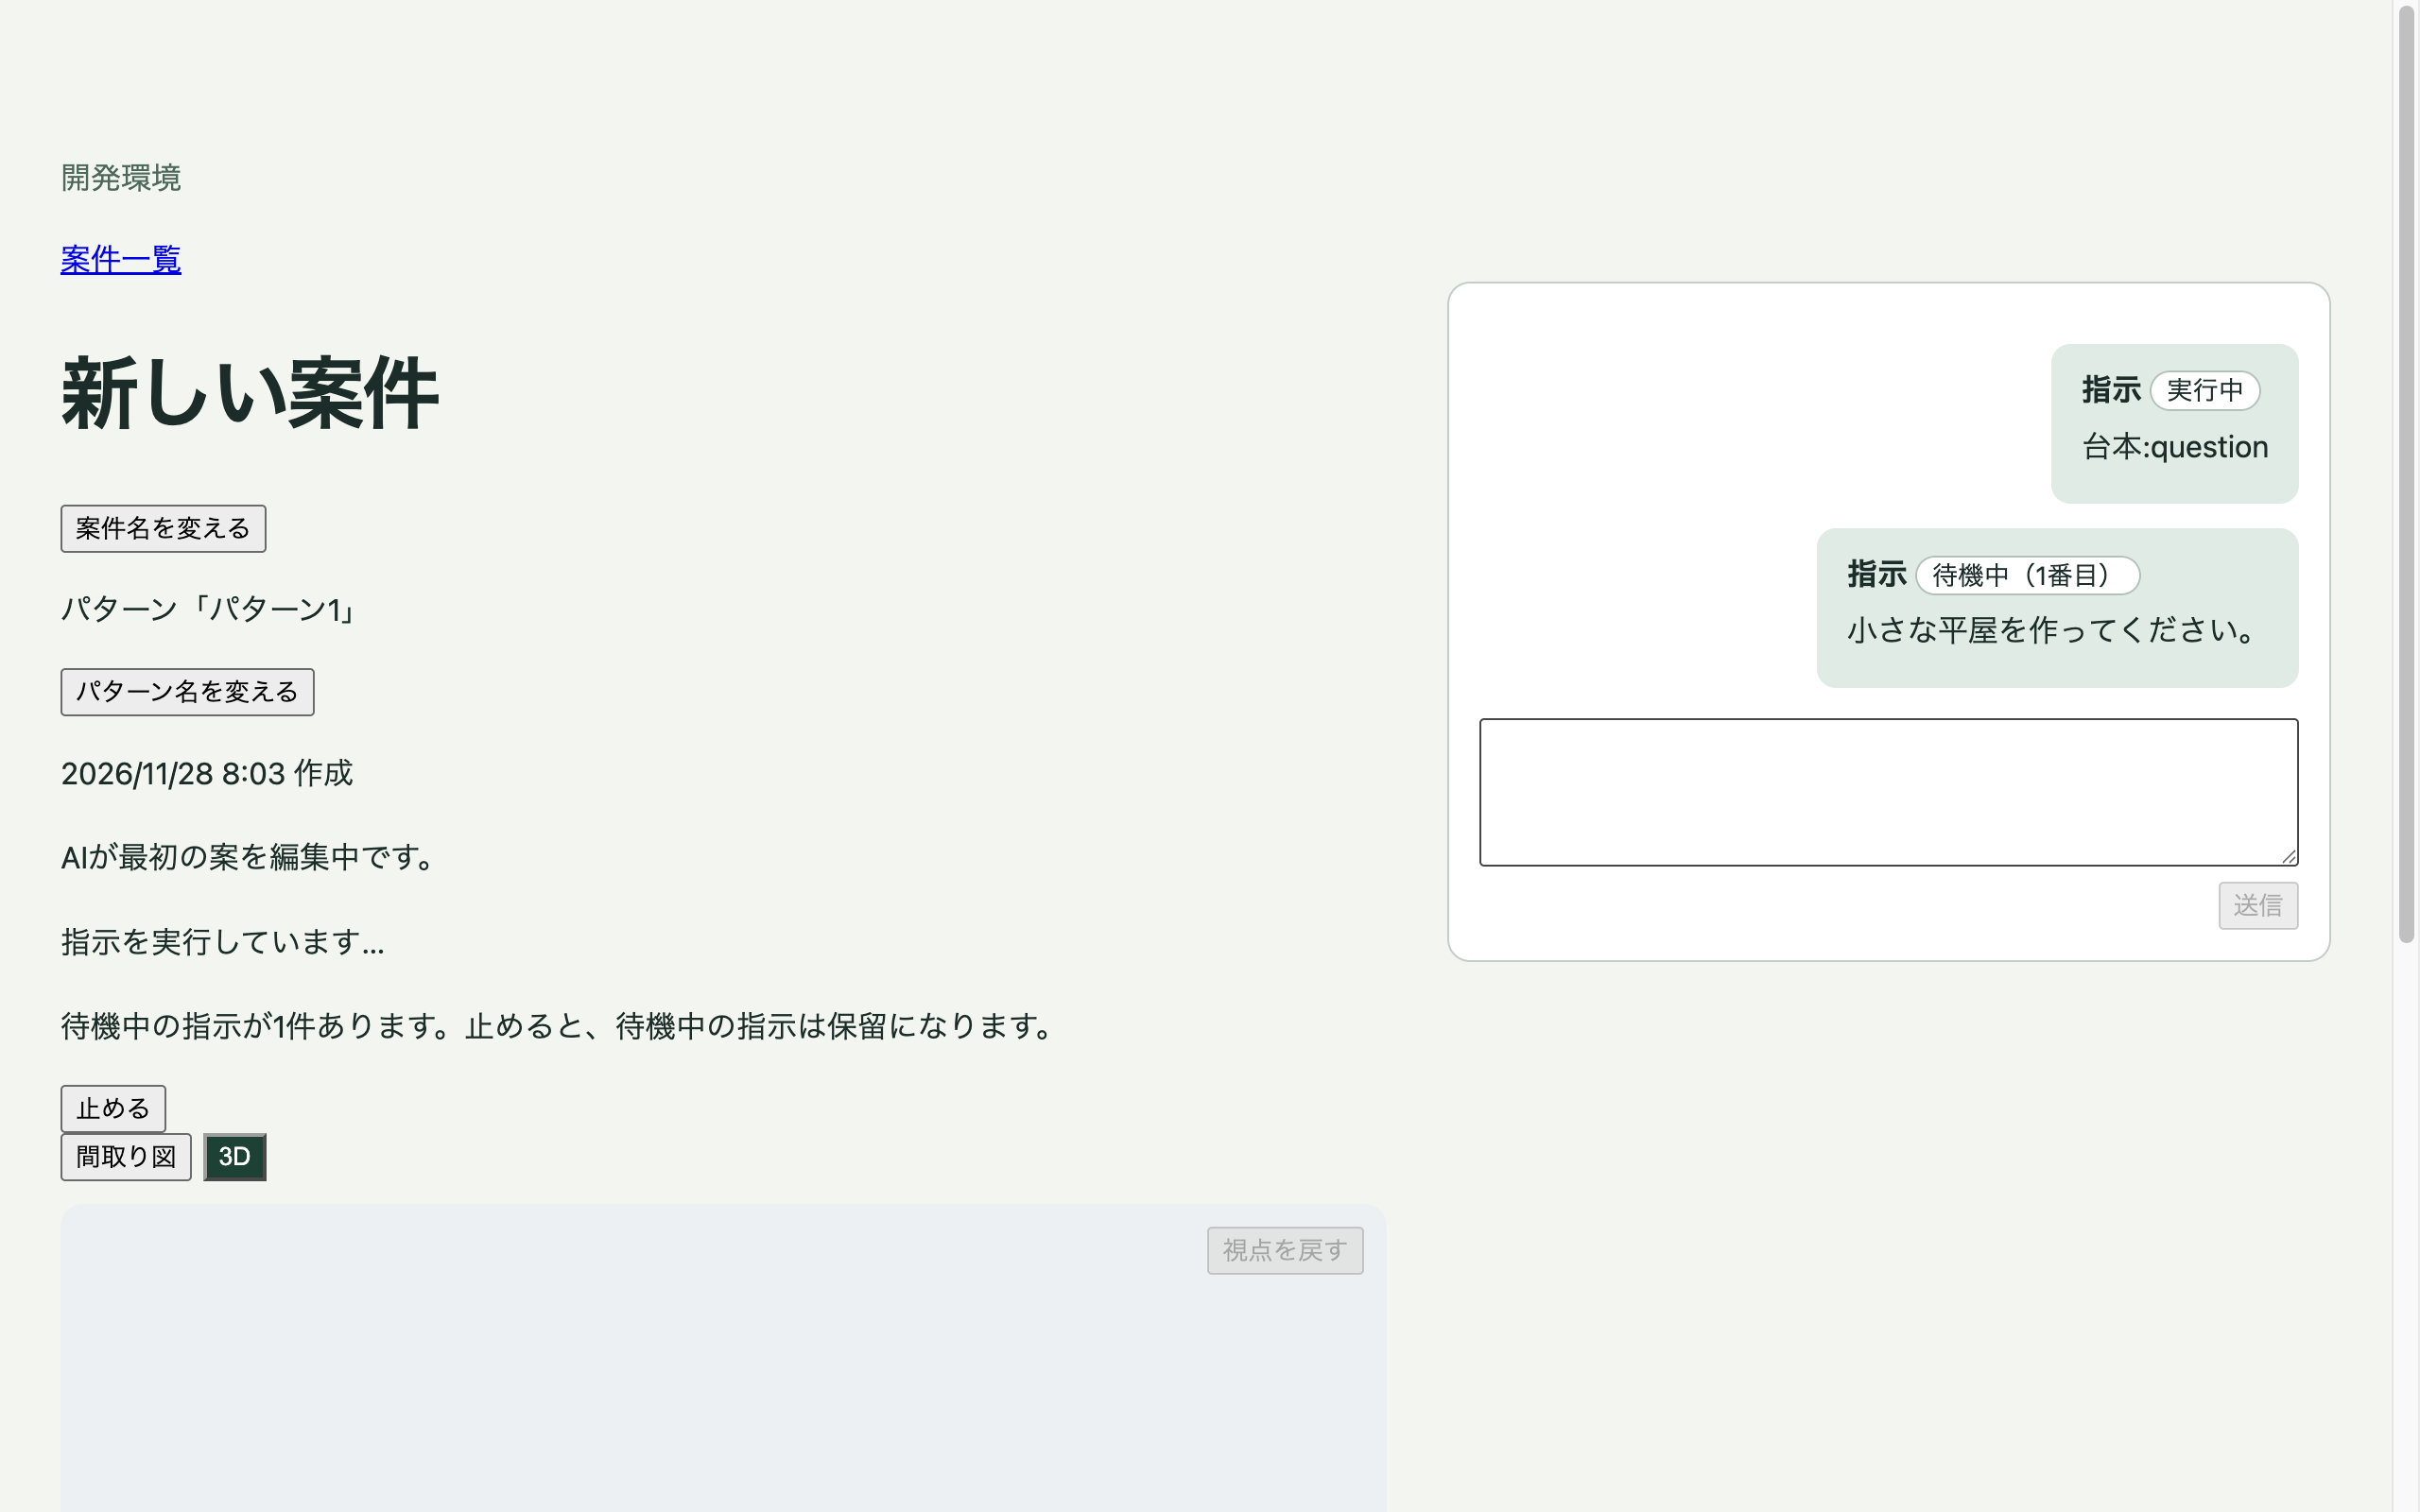 開発環境
案件一覧
新しい案件
案件名を変える
パターン「パターン1」
パターン名を変える
2026/11/28 8:03 作成
AIが最初の案を編集中です。
指示を実行しています...
待機中の指示が1件あります。止めると、待機中の指示は保留になります。
止める
間取り図 3D
視点を戻す
指示 実行中
台本:question
指示 待機中（1番目）
小さな平屋を作ってください。
送信